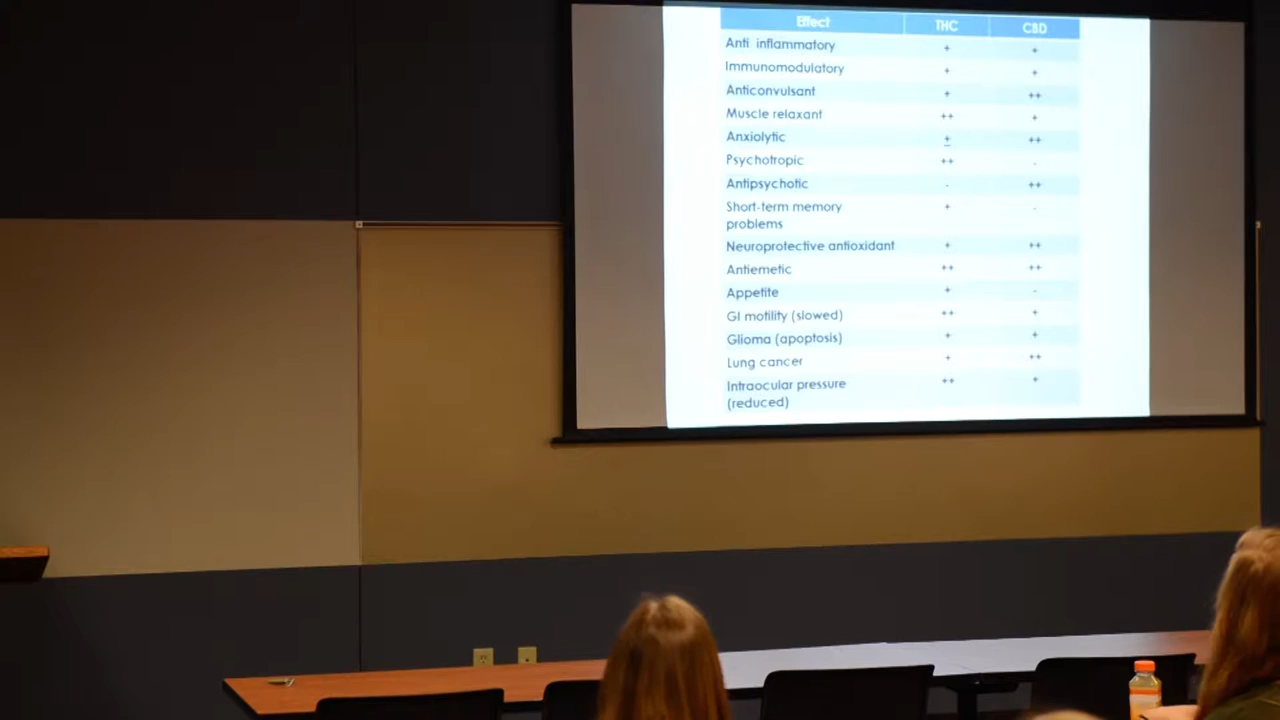 Effect THC CBD
Anti inflammatory + +
Immunomodulatory + +
Anticonvulsant + ++
Muscle relaxant ++ +
Anxiolytic ± ++
Psychotropic ++ -
Antipsychotic - ++
Short-term memory + -
problems
Neuroprotective antioxidant + ++
Antiemetic ++ ++
Appetite + -
GI motility (slowed) ++ +
Glioma (apoptosis) + +
Lung cancer + ++
Intraocular pressure ++ +
(reduced)